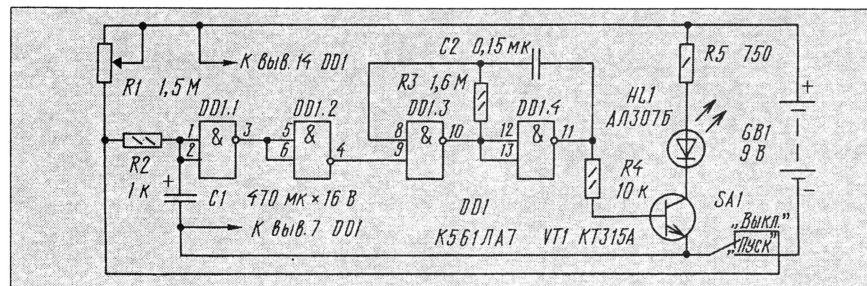 К выв. 14 DD1
R1 1,5 М
C2 0,15 мк
R3 1,6 М
R5 750
HL1
АЛ307Б
+
GB1
9 В
−
DD1.1
DD1.2
DD1.3
DD1.4
&
&
&
&
1
2
3
5
6
4
8
9
10
12
13
11
R2
1 к
+
C1 470 мк × 16 В
К выв. 7 DD1
R4
10 к
DD1
К561ЛА7
VT1 КТ315А
SA1
„Выкл.”
„Пуск”